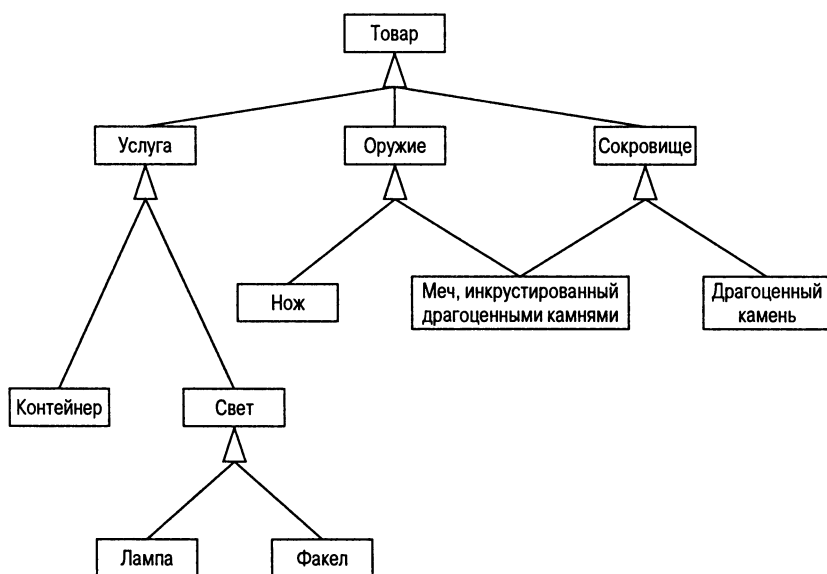 Товар
Услуга
Оружие
Сокровище
Нож
Меч, инкрустированный
драгоценными камнями
Драгоценный
камень
Контейнер
Свет
Лампа
Факел